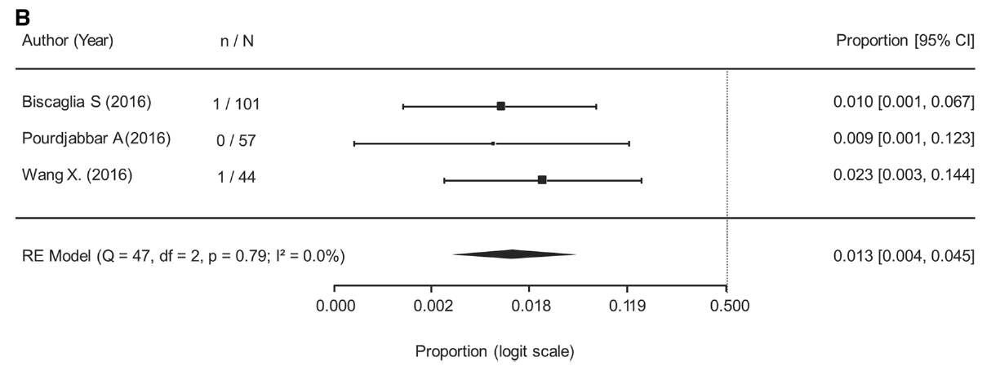 B
Author (Year) n / N Proportion [95% CI]
Biscaglia S (2016) 1 / 101 0.010 [0.001, 0.067]
Pourdjabbar A(2016) 0 / 57 0.009 [0.001, 0.123]
Wang X. (2016) 1 / 44 0.023 [0.003, 0.144]
RE Model (Q = 47, df = 2, p = 0.79; I² = 0.0%) 0.013 [0.004, 0.045]
0.000 0.002 0.018 0.119 0.500
Proportion (logit scale)